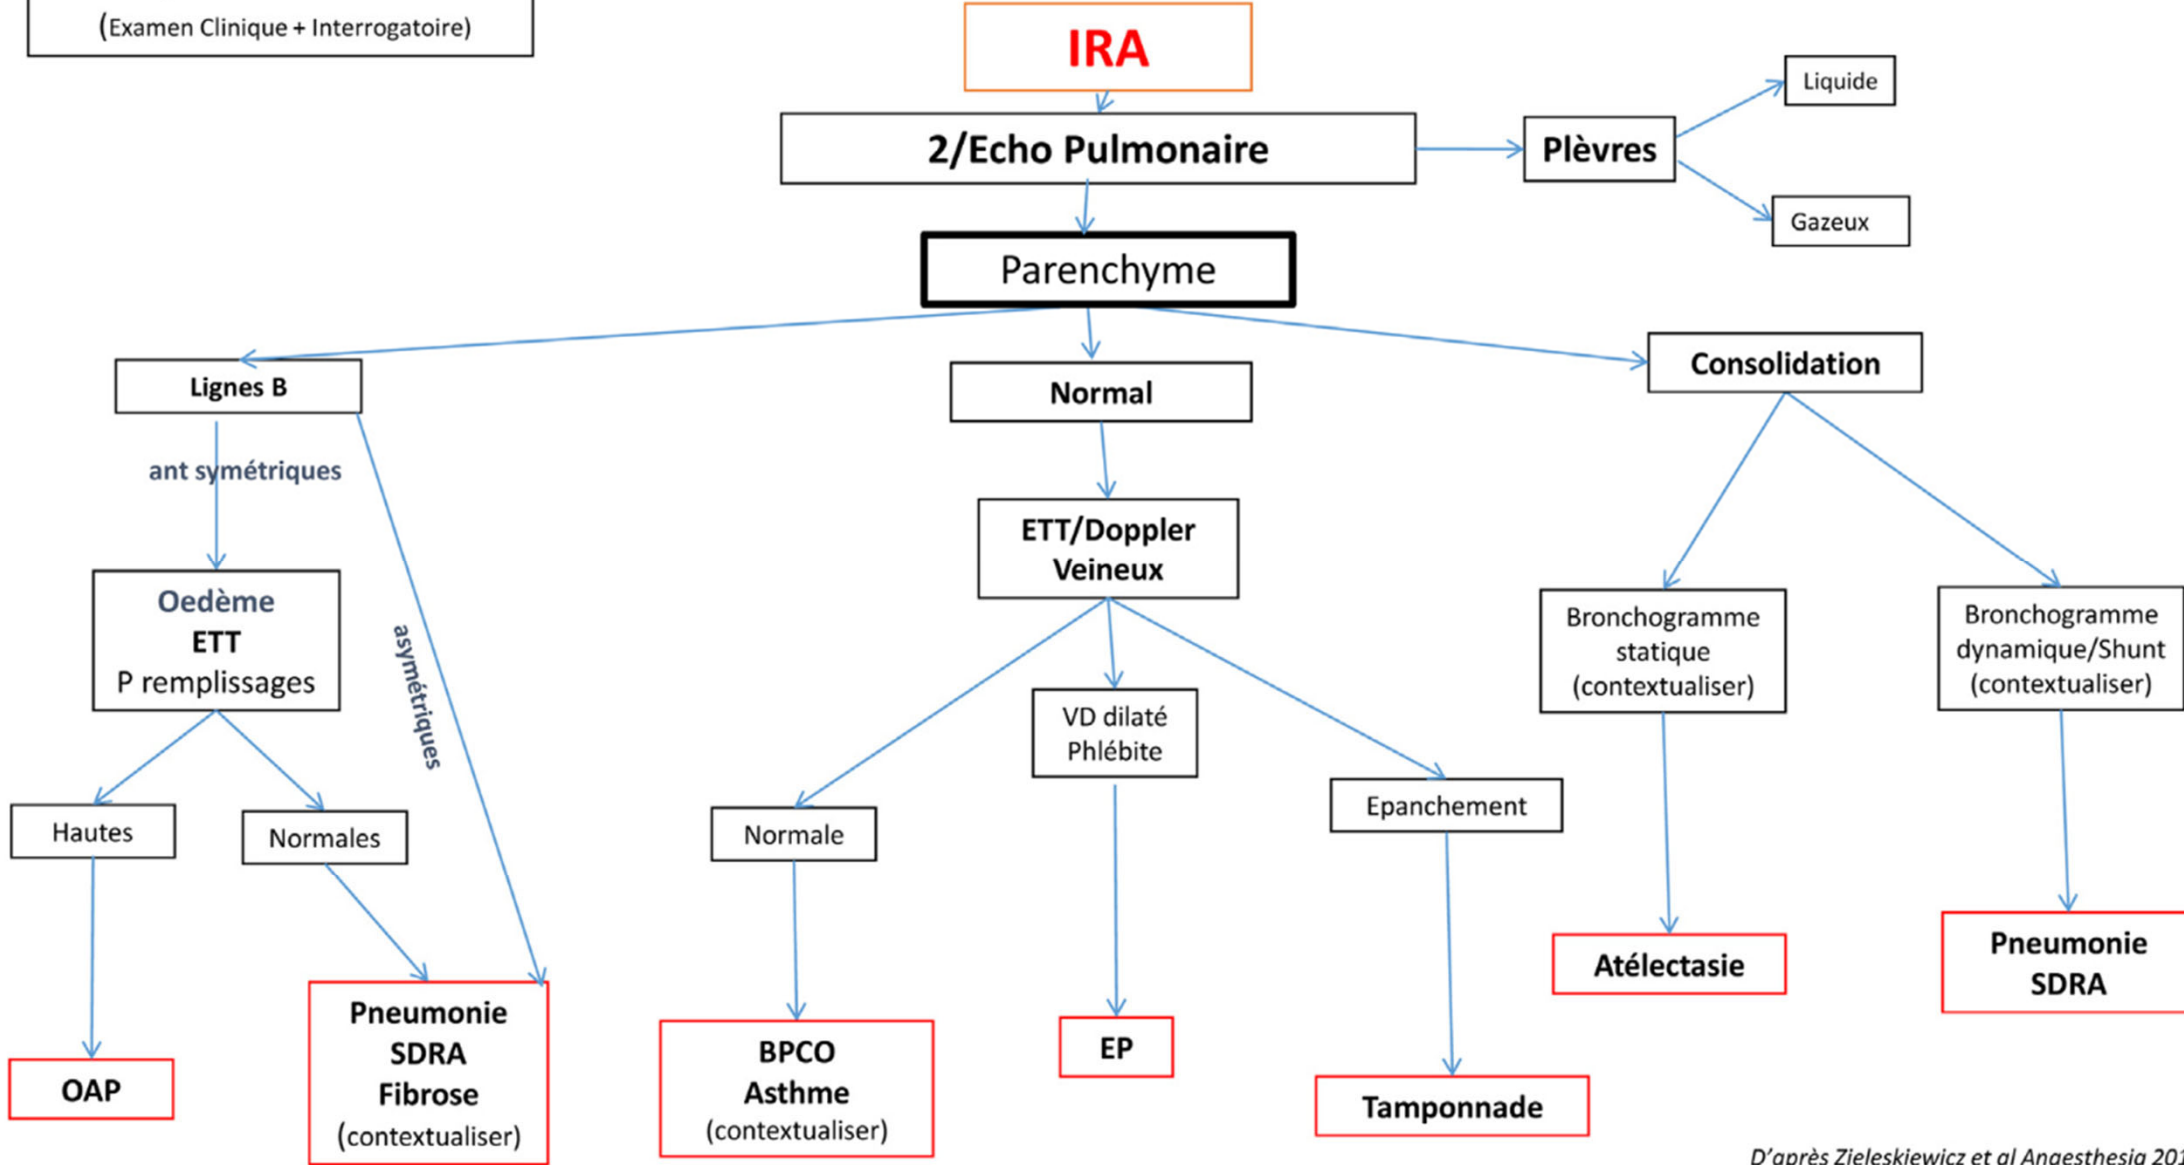 (Examen Clinique + Interrogatoire)
IRA
2/Echo Pulmonaire
Plèvres
Liquide
Gazeux
Parenchyme
Lignes B
Normal
Consolidation
ant symétriques
asymétriques
Oedème
ETT
P remplissages
ETT/Doppler
Veineux
Bronchogramme
statique
(contextualiser)
Bronchogramme
dynamique/Shunt
(contextualiser)
Hautes
Normales
Normale
VD dilaté
Phlébite
Epanchement
OAP
Pneumonie
SDRA
Fibrose
(contextualiser)
BPCO
Asthme
(contextualiser)
EP
Tamponnade
Atélectasie
Pneumonie
SDRA
D'après Zieleskiewicz et al Anaesthesia